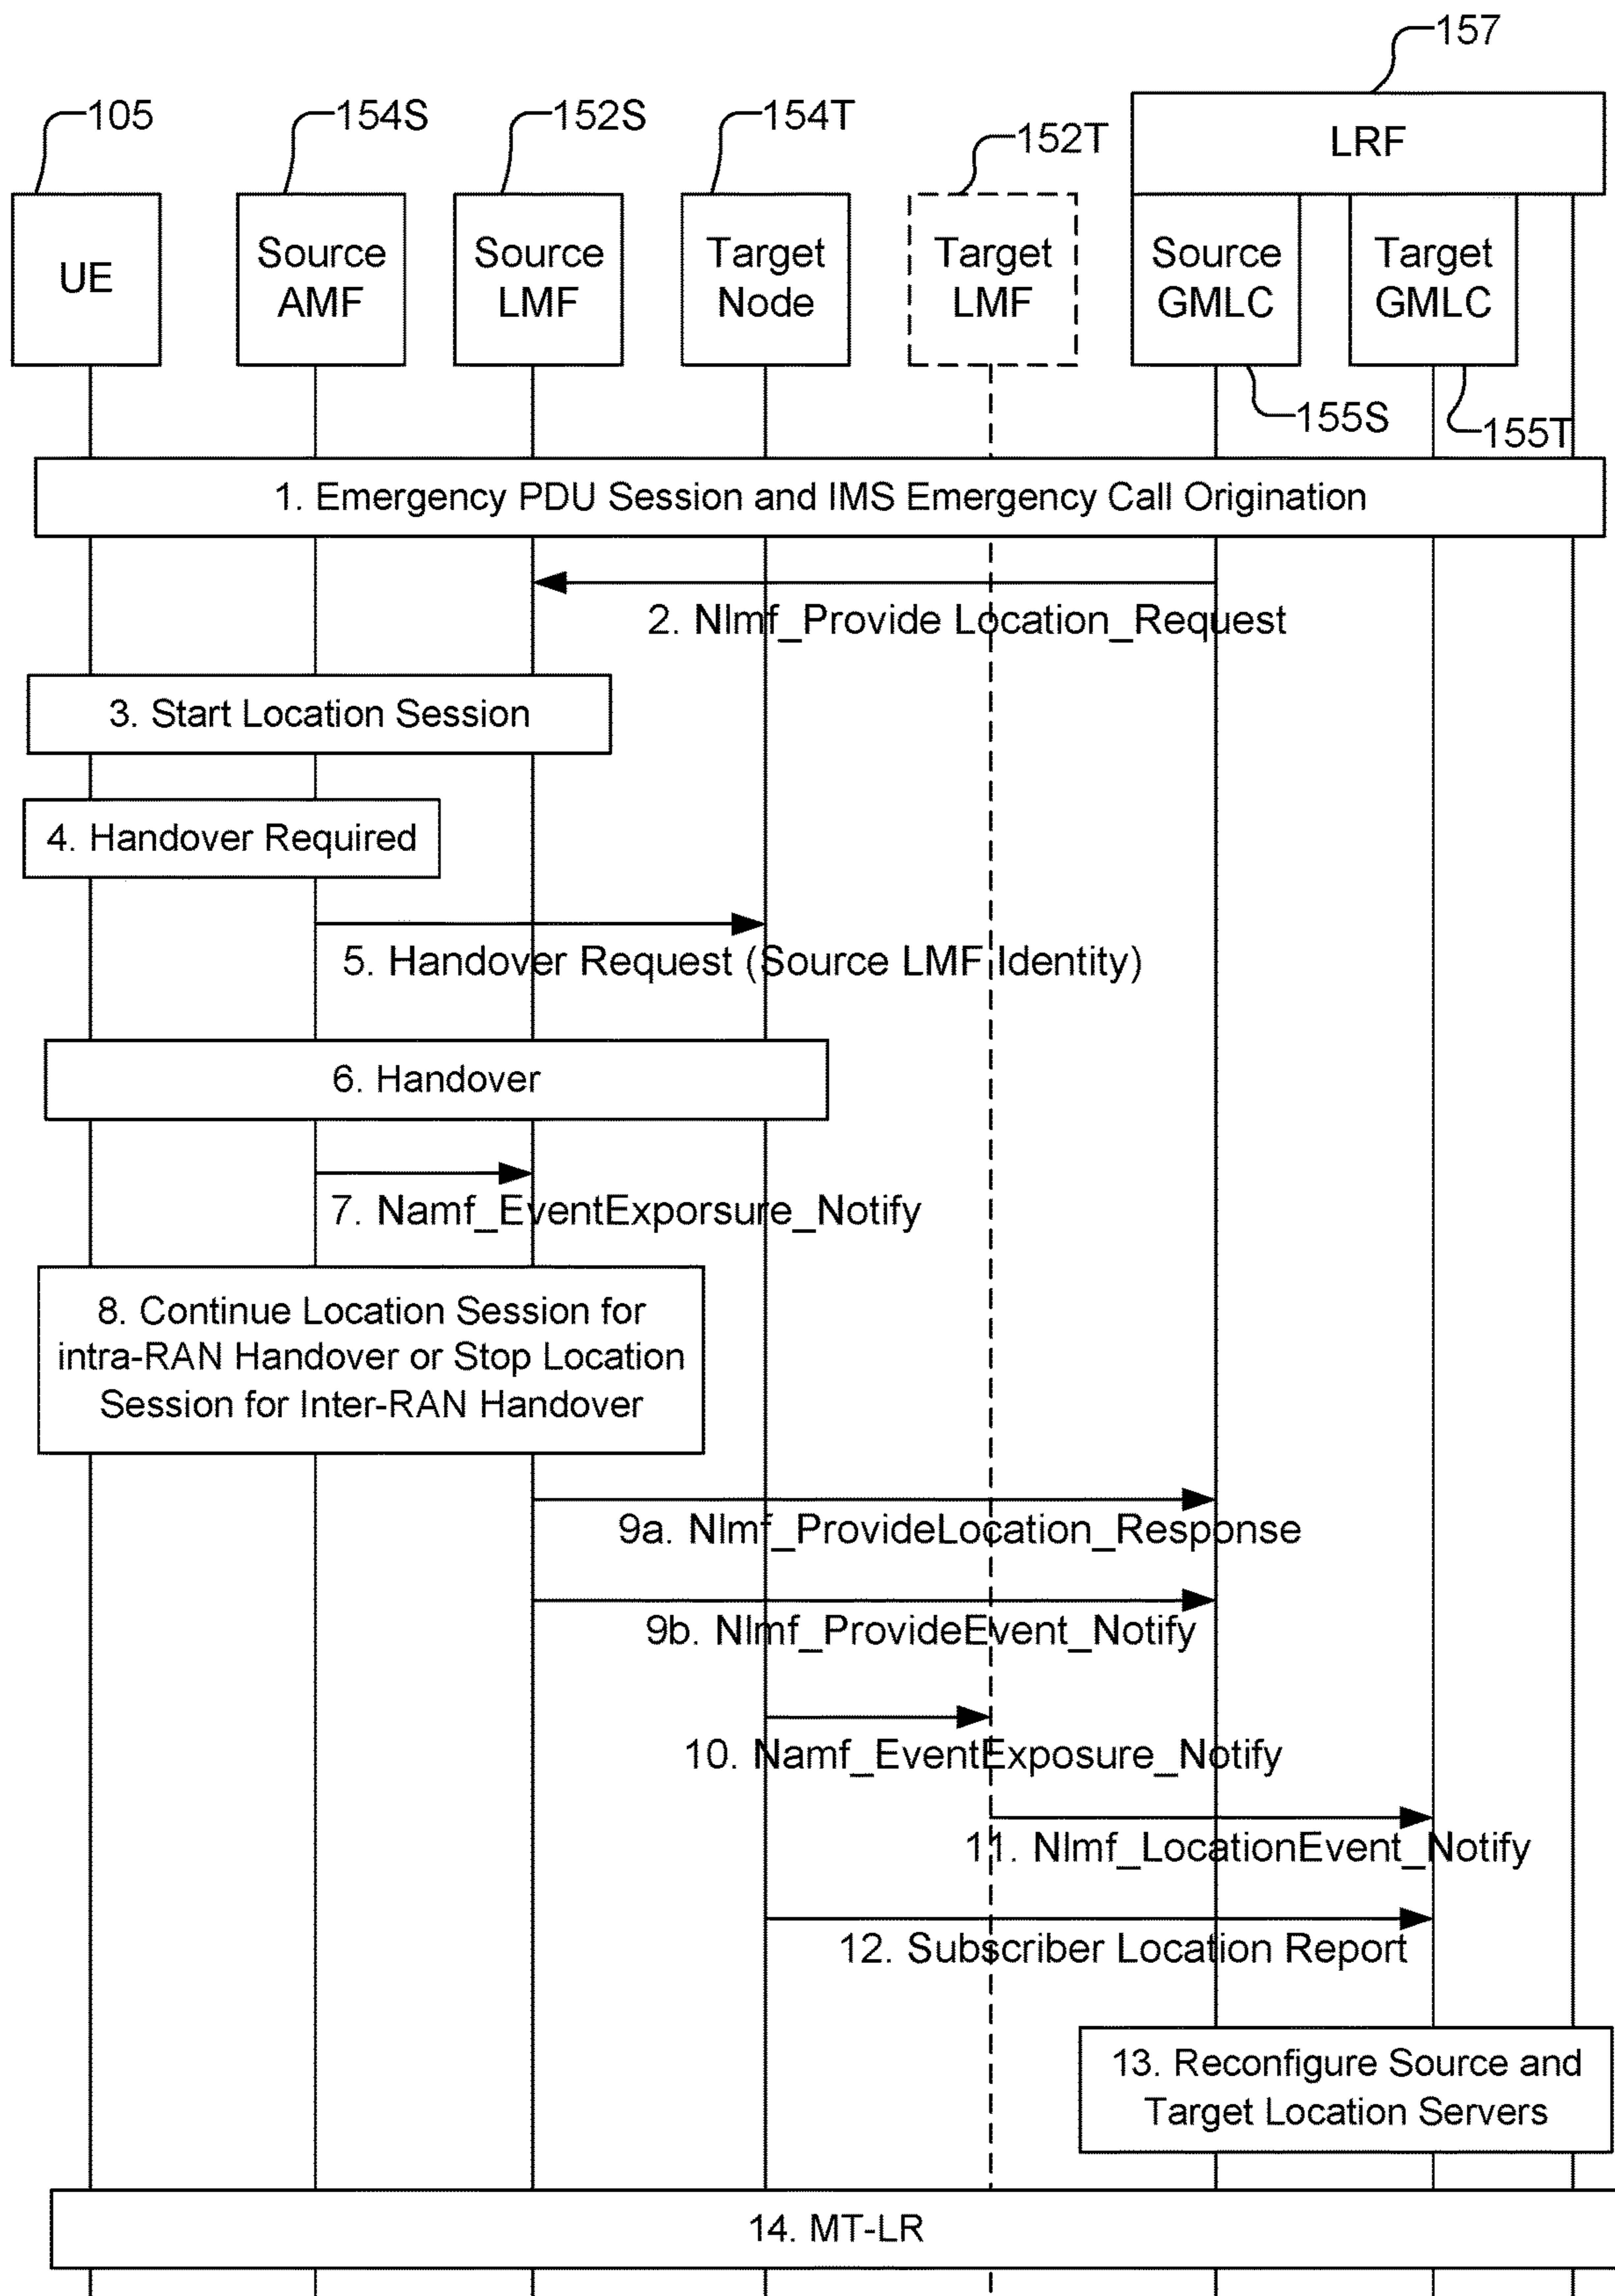 157
105
154S
152S
154T
152T
LRF
UE
Source
AMF
Source
LMF
Target
Node
Target
LMF
Source
GMLC
Target
GMLC
155S
155T
1. Emergency PDU Session and IMS Emergency Call Origination
2. Nlmf_Provide Location_Request
3. Start Location Session
4. Handover Required
5. Handover Request (Source LMF Identity)
6. Handover
7. Namf_EventExporsure_Notify
8. Continue Location Session for
intra-RAN Handover or Stop Location
Session for Inter-RAN Handover
9a. Nlmf_ProvideLocation_Response
9b. Nlmf_ProvideEvent_Notify
10. Namf_EventExposure_Notify
11. Nlmf_LocationEvent_Notify
12. Subscriber Location Report
13. Reconfigure Source and
Target Location Servers
14. MT-LR